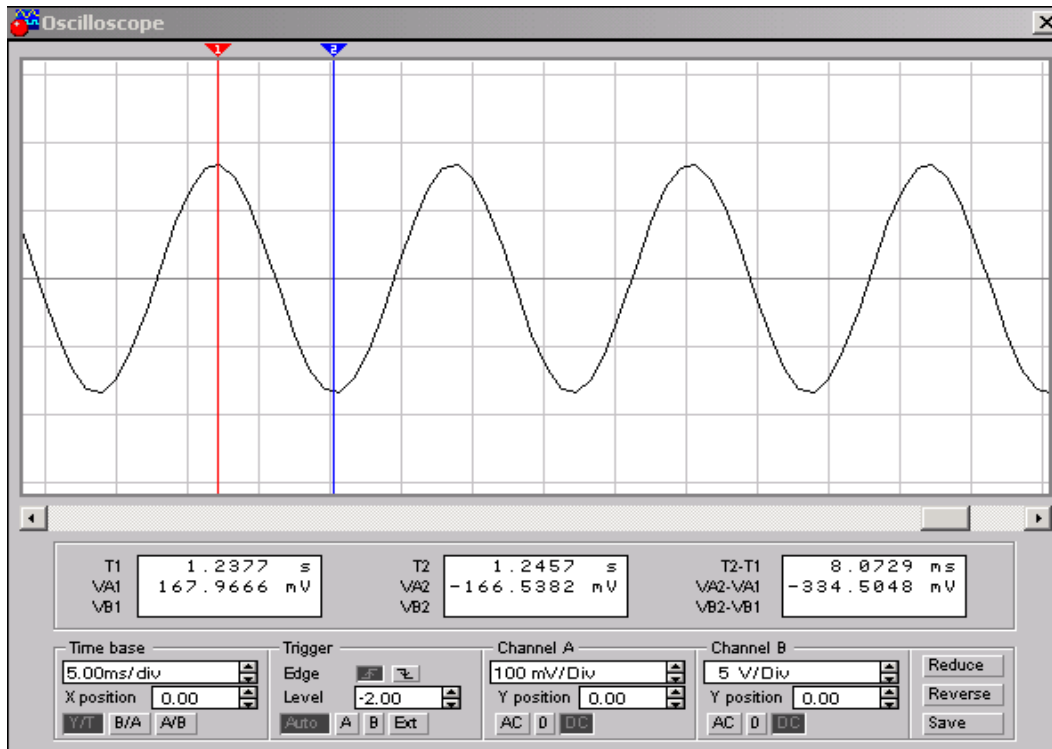 Oscilloscope
1 2
T1 1.2377 s
VA1 167.9666 mV
VB1
T2 1.2457 s
VA2 -166.5382 mV
VB2
T2-T1 8.0729 ms
VA2-VA1 -334.5048 mV
VB2-VB1
Time base
5.00ms/div
X position 0.00
Y/T B/A A/B
Trigger
Edge
Level -2.00
Auto A B Ext
Channel A
100 mV/Div
Y position 0.00
AC 0 DC
Channel B
5 V/Div
Y position 0.00
AC 0 DC
Reduce
Reverse
Save